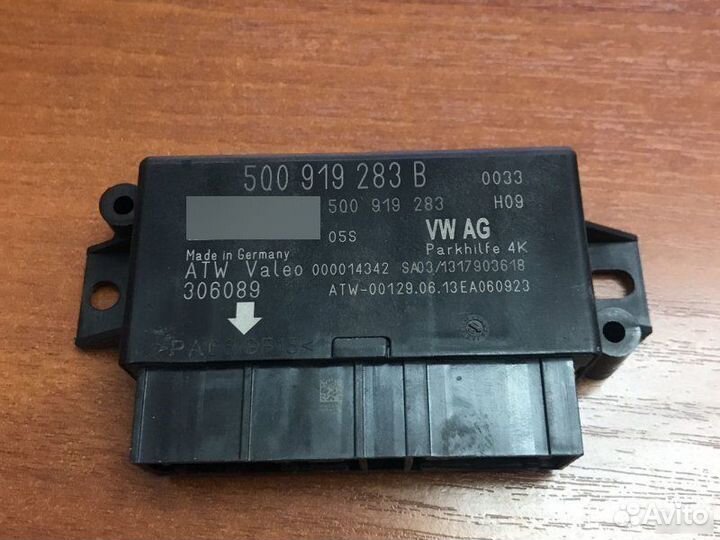 5Q0 919 283 B 0033
5Q0 919 283 H09
05S VW AG
Parkhilfe 4K
Made in Germany
ATW Valeo 000014342 SA03/1317903618
306089 ATW-00129.06.13EA060923
Avito